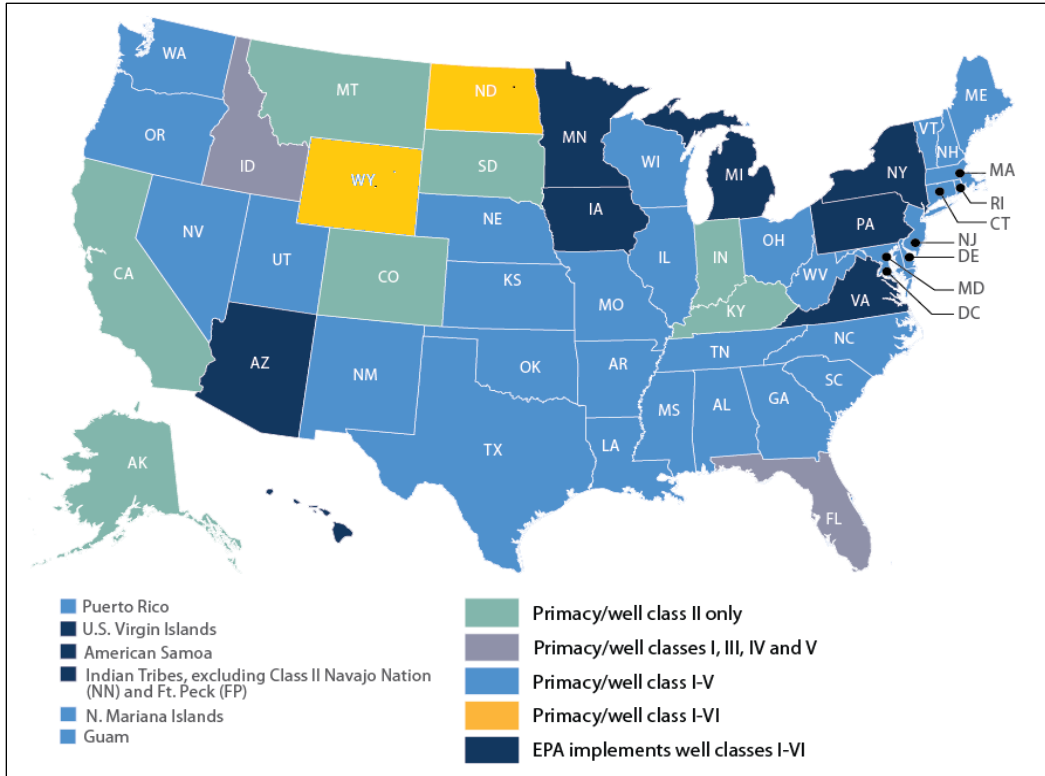 WA
MT
ND
MN
ME
VT
NH
OR
ID
SD
WI
MI
NY
MA
RI
CT
WY
IA
PA
NJ
DE
NE
NV
UT
IL
IN
OH
MD
DC
CA
CO
KS
MO
WV
VA
KY
AZ
NM
OK
AR
TN
NC
SC
MS
AL
GA
TX
LA
AK
FL
Puerto Rico
U.S. Virgin Islands
American Samoa
Indian Tribes, excluding Class II Navajo Nation
(NN) and Ft. Peck (FP)
N. Mariana Islands
Guam
Primacy/well class II only
Primacy/well classes I, III, IV and V
Primacy/well class I-V
Primacy/well class I-VI
EPA implements well classes I-VI